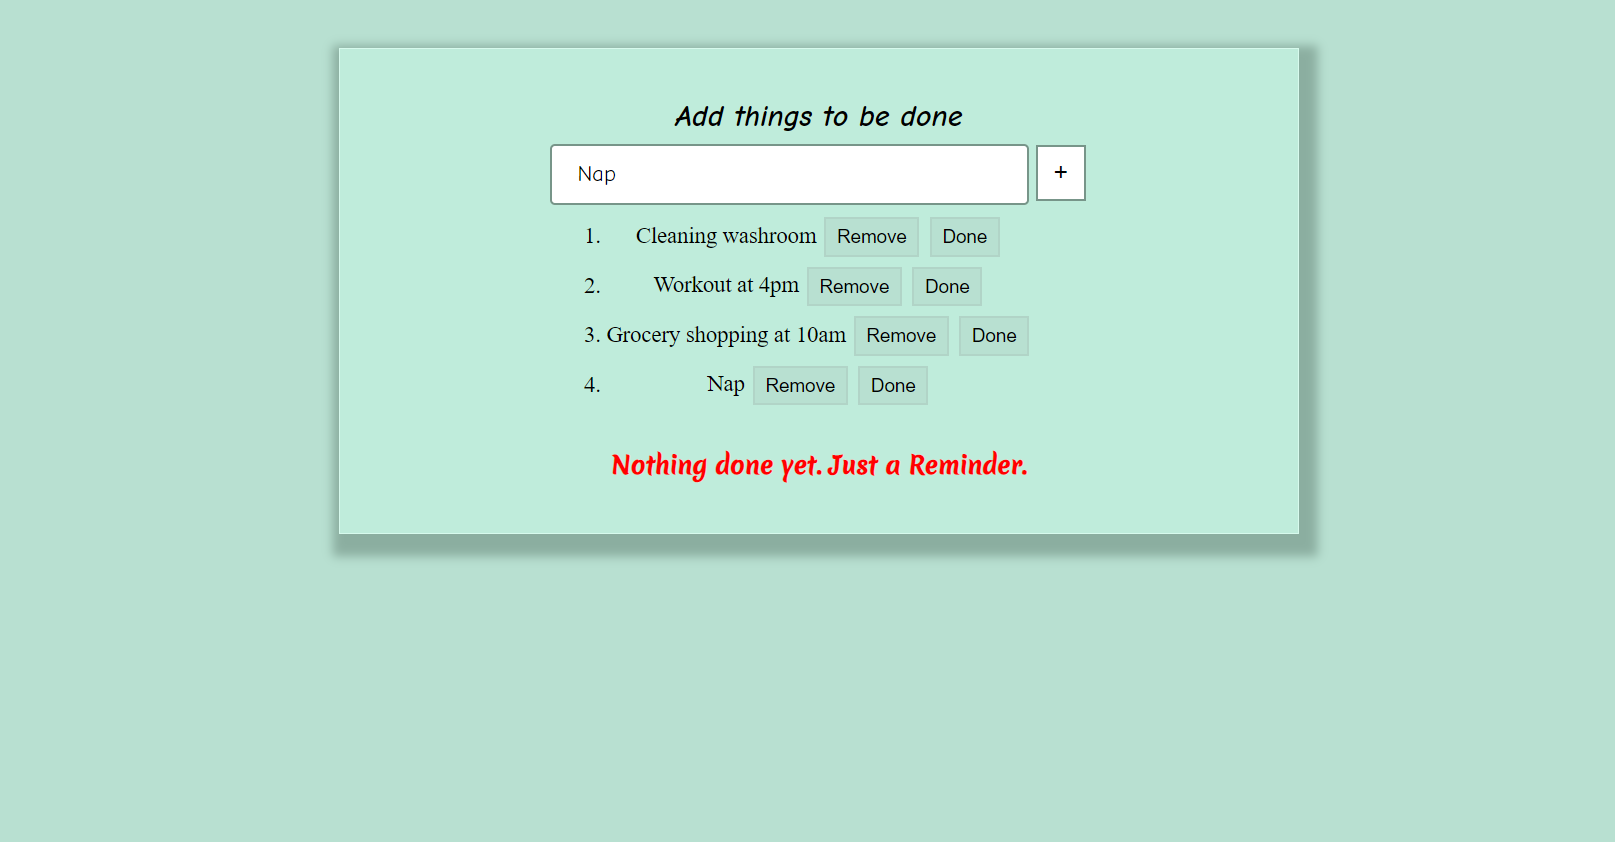 Add things to be done
Nap +
1. Cleaning washroom Remove Done
2. Workout at 4pm Remove Done
3. Grocery shopping at 10am Remove Done
4. Nap Remove Done
Nothing done yet. Just a Reminder.